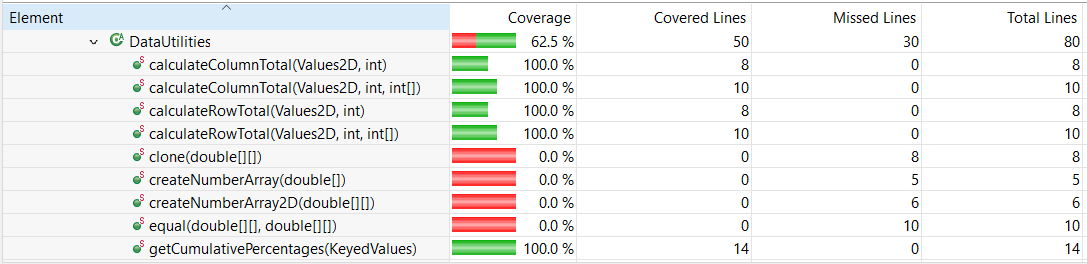 Element Coverage Covered Lines Missed Lines Total Lines
DataUtilities 62.5 % 50 30 80
calculateColumnTotal(Values2D, int) 100.0 % 8 0 8
calculateColumnTotal(Values2D, int, int[]) 100.0 % 10 0 10
calculateRowTotal(Values2D, int) 100.0 % 8 0 8
calculateRowTotal(Values2D, int, int[]) 100.0 % 10 0 10
clone(double[][]) 0.0 % 0 8 8
createNumberArray(double[]) 0.0 % 0 5 5
createNumberArray2D(double[][]) 0.0 % 0 6 6
equal(double[][], double[][]) 0.0 % 0 10 10
getCumulativePercentages(KeyedValues) 100.0 % 14 0 14